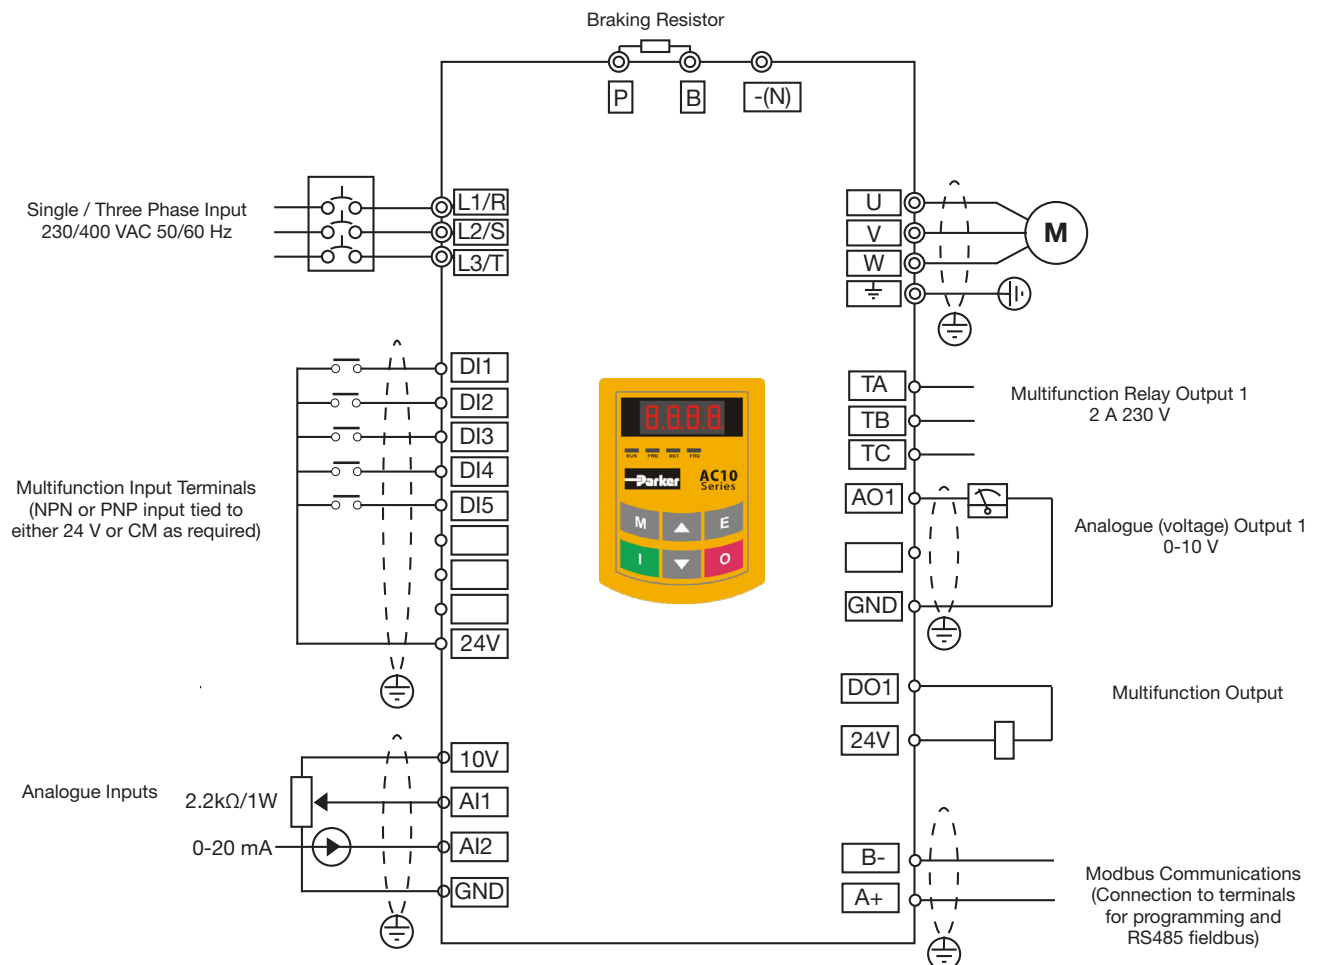 Braking Resistor
P
B
-(N)
Single / Three Phase Input
230/400 VAC 50/60 Hz
L1/R
L2/S
L3/T
U
V
W
M
Multifunction Input Terminals
(NPN or PNP input tied to
either 24 V or CM as required)
DI1
DI2
DI3
DI4
DI5
24V
8.8.8.8
RUN FWD DGT FRQ
Parker
AC10
Series
M
E
I
O
TA
TB
TC
Multifunction Relay Output 1
2 A 230 V
AO1
GND
Analogue (voltage) Output 1
0-10 V
DO1
24V
Multifunction Output
Analogue Inputs
2.2kΩ/1W
0-20 mA
10V
AI1
AI2
GND
B-
A+
Modbus Communications
(Connection to terminals
for programming and
RS485 fieldbus)